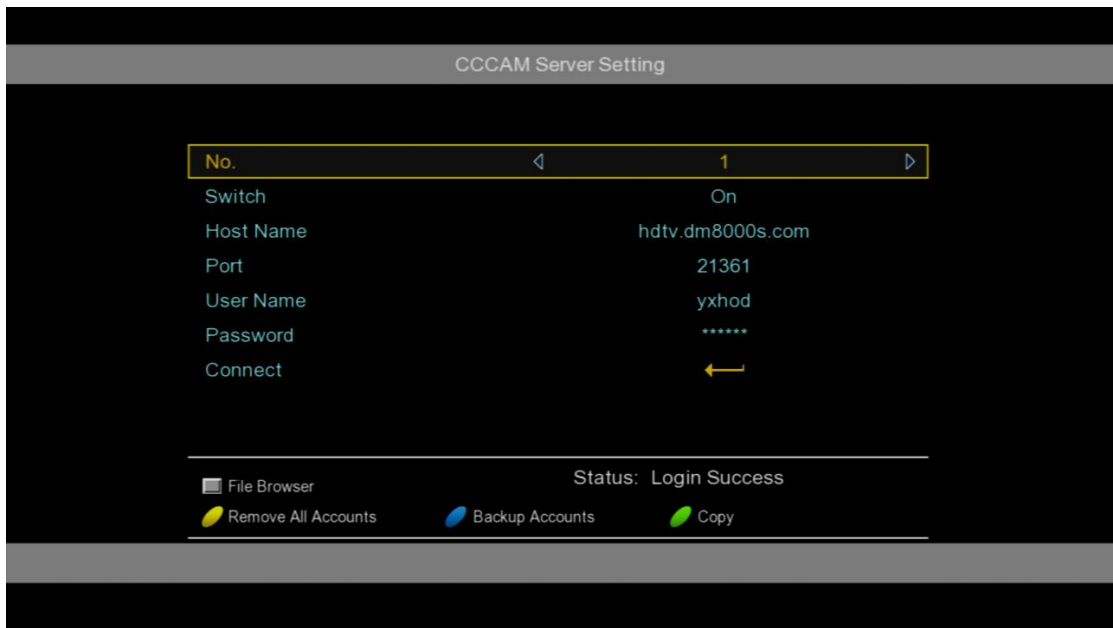 CCCAM Server Setting
No. 1
Switch On
Host Name hdtv.dm8000s.com
Port 21361
User Name yxhod
Password ******
Connect
Status: Login Success
File Browser
Remove All Accounts Backup Accounts Copy